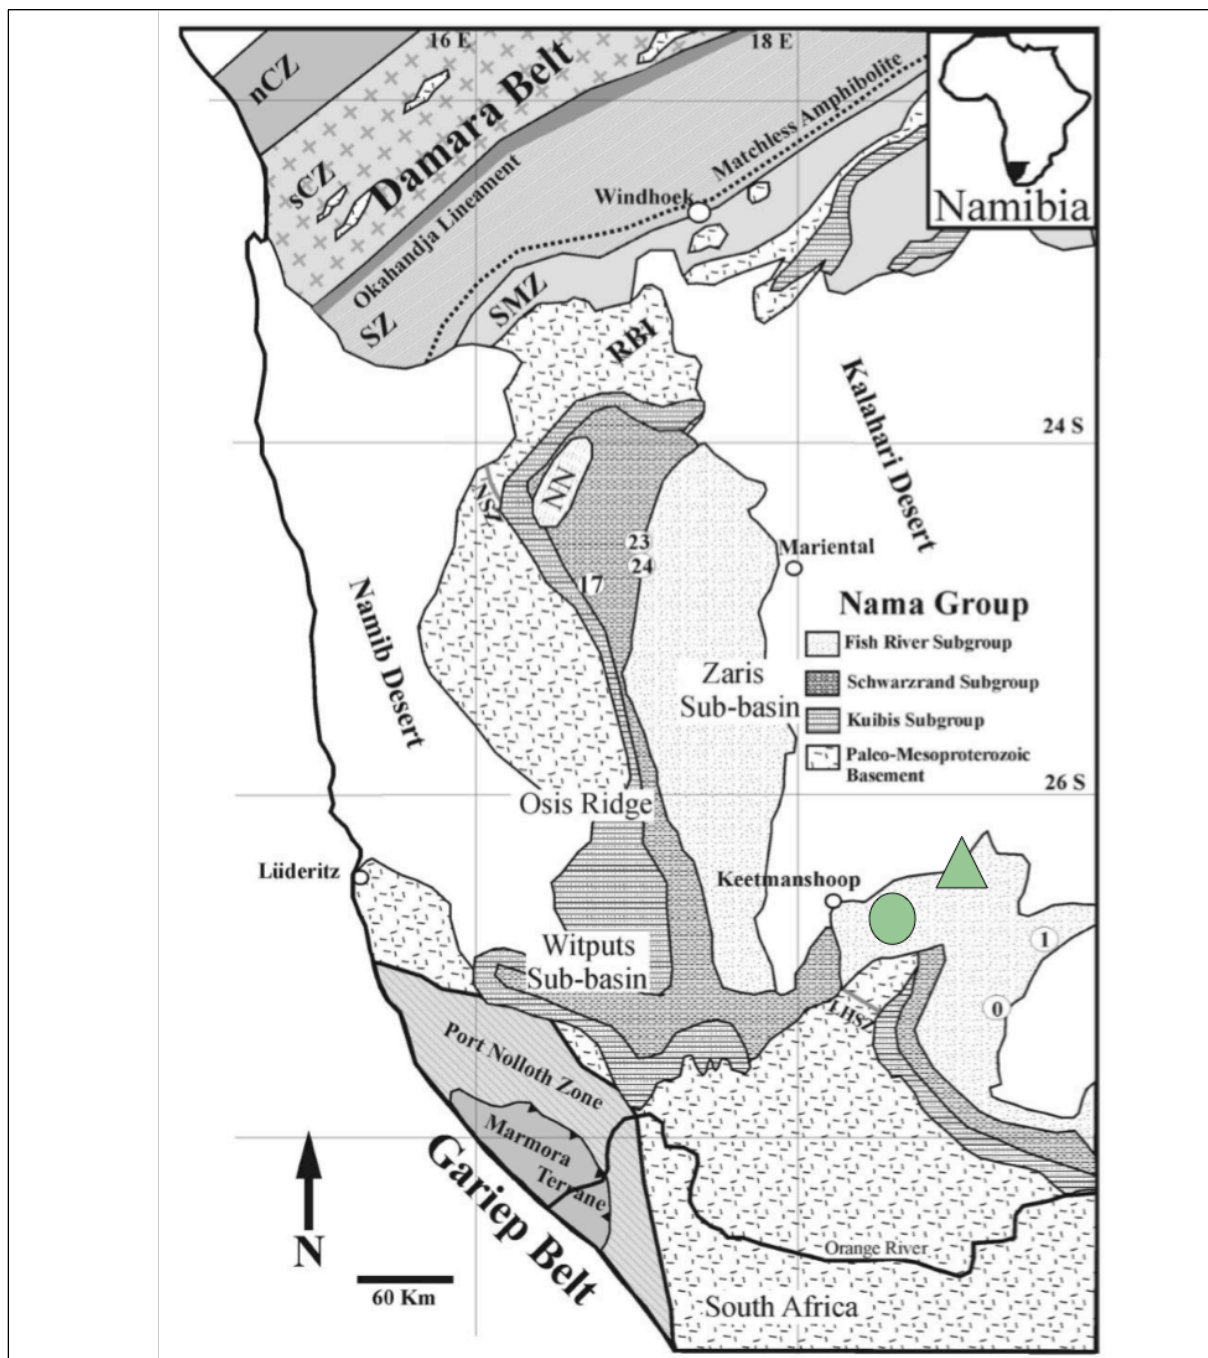 16 E
18 E
nCZ
sCZ
Damara Belt
Okahandja Lineament
Matchless Amphibolite
Windhoek
Namibia
SZ
SMZ
RBI
Kalahari Desert
24 S
NN
NSZ
23
24
17
Mariental
Namib Desert
Nama Group
Fish River Subgroup
Schwarzrand Subgroup
Kuibis Subgroup
Paleo-Mesoproterozoic
Basement
Zaris
Sub-basin
26 S
Osis Ridge
Lüderitz
Keetmanshoop
Witputs
Sub-basin
1
0
LHSZ
Port Nolloth Zone
Marmora
Terrane
Gariep Belt
N
60 Km
Orange River
South Africa